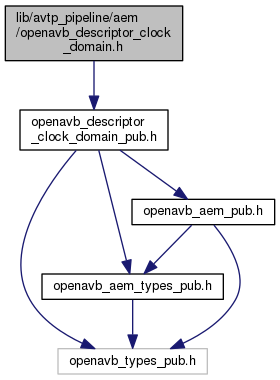 lib/avtp_pipeline/aem
/openavb_descriptor_clock
_domain.h
openavb_descriptor
_clock_domain_pub.h
openavb_aem_pub.h
openavb_aem_types_pub.h
openavb_types_pub.h